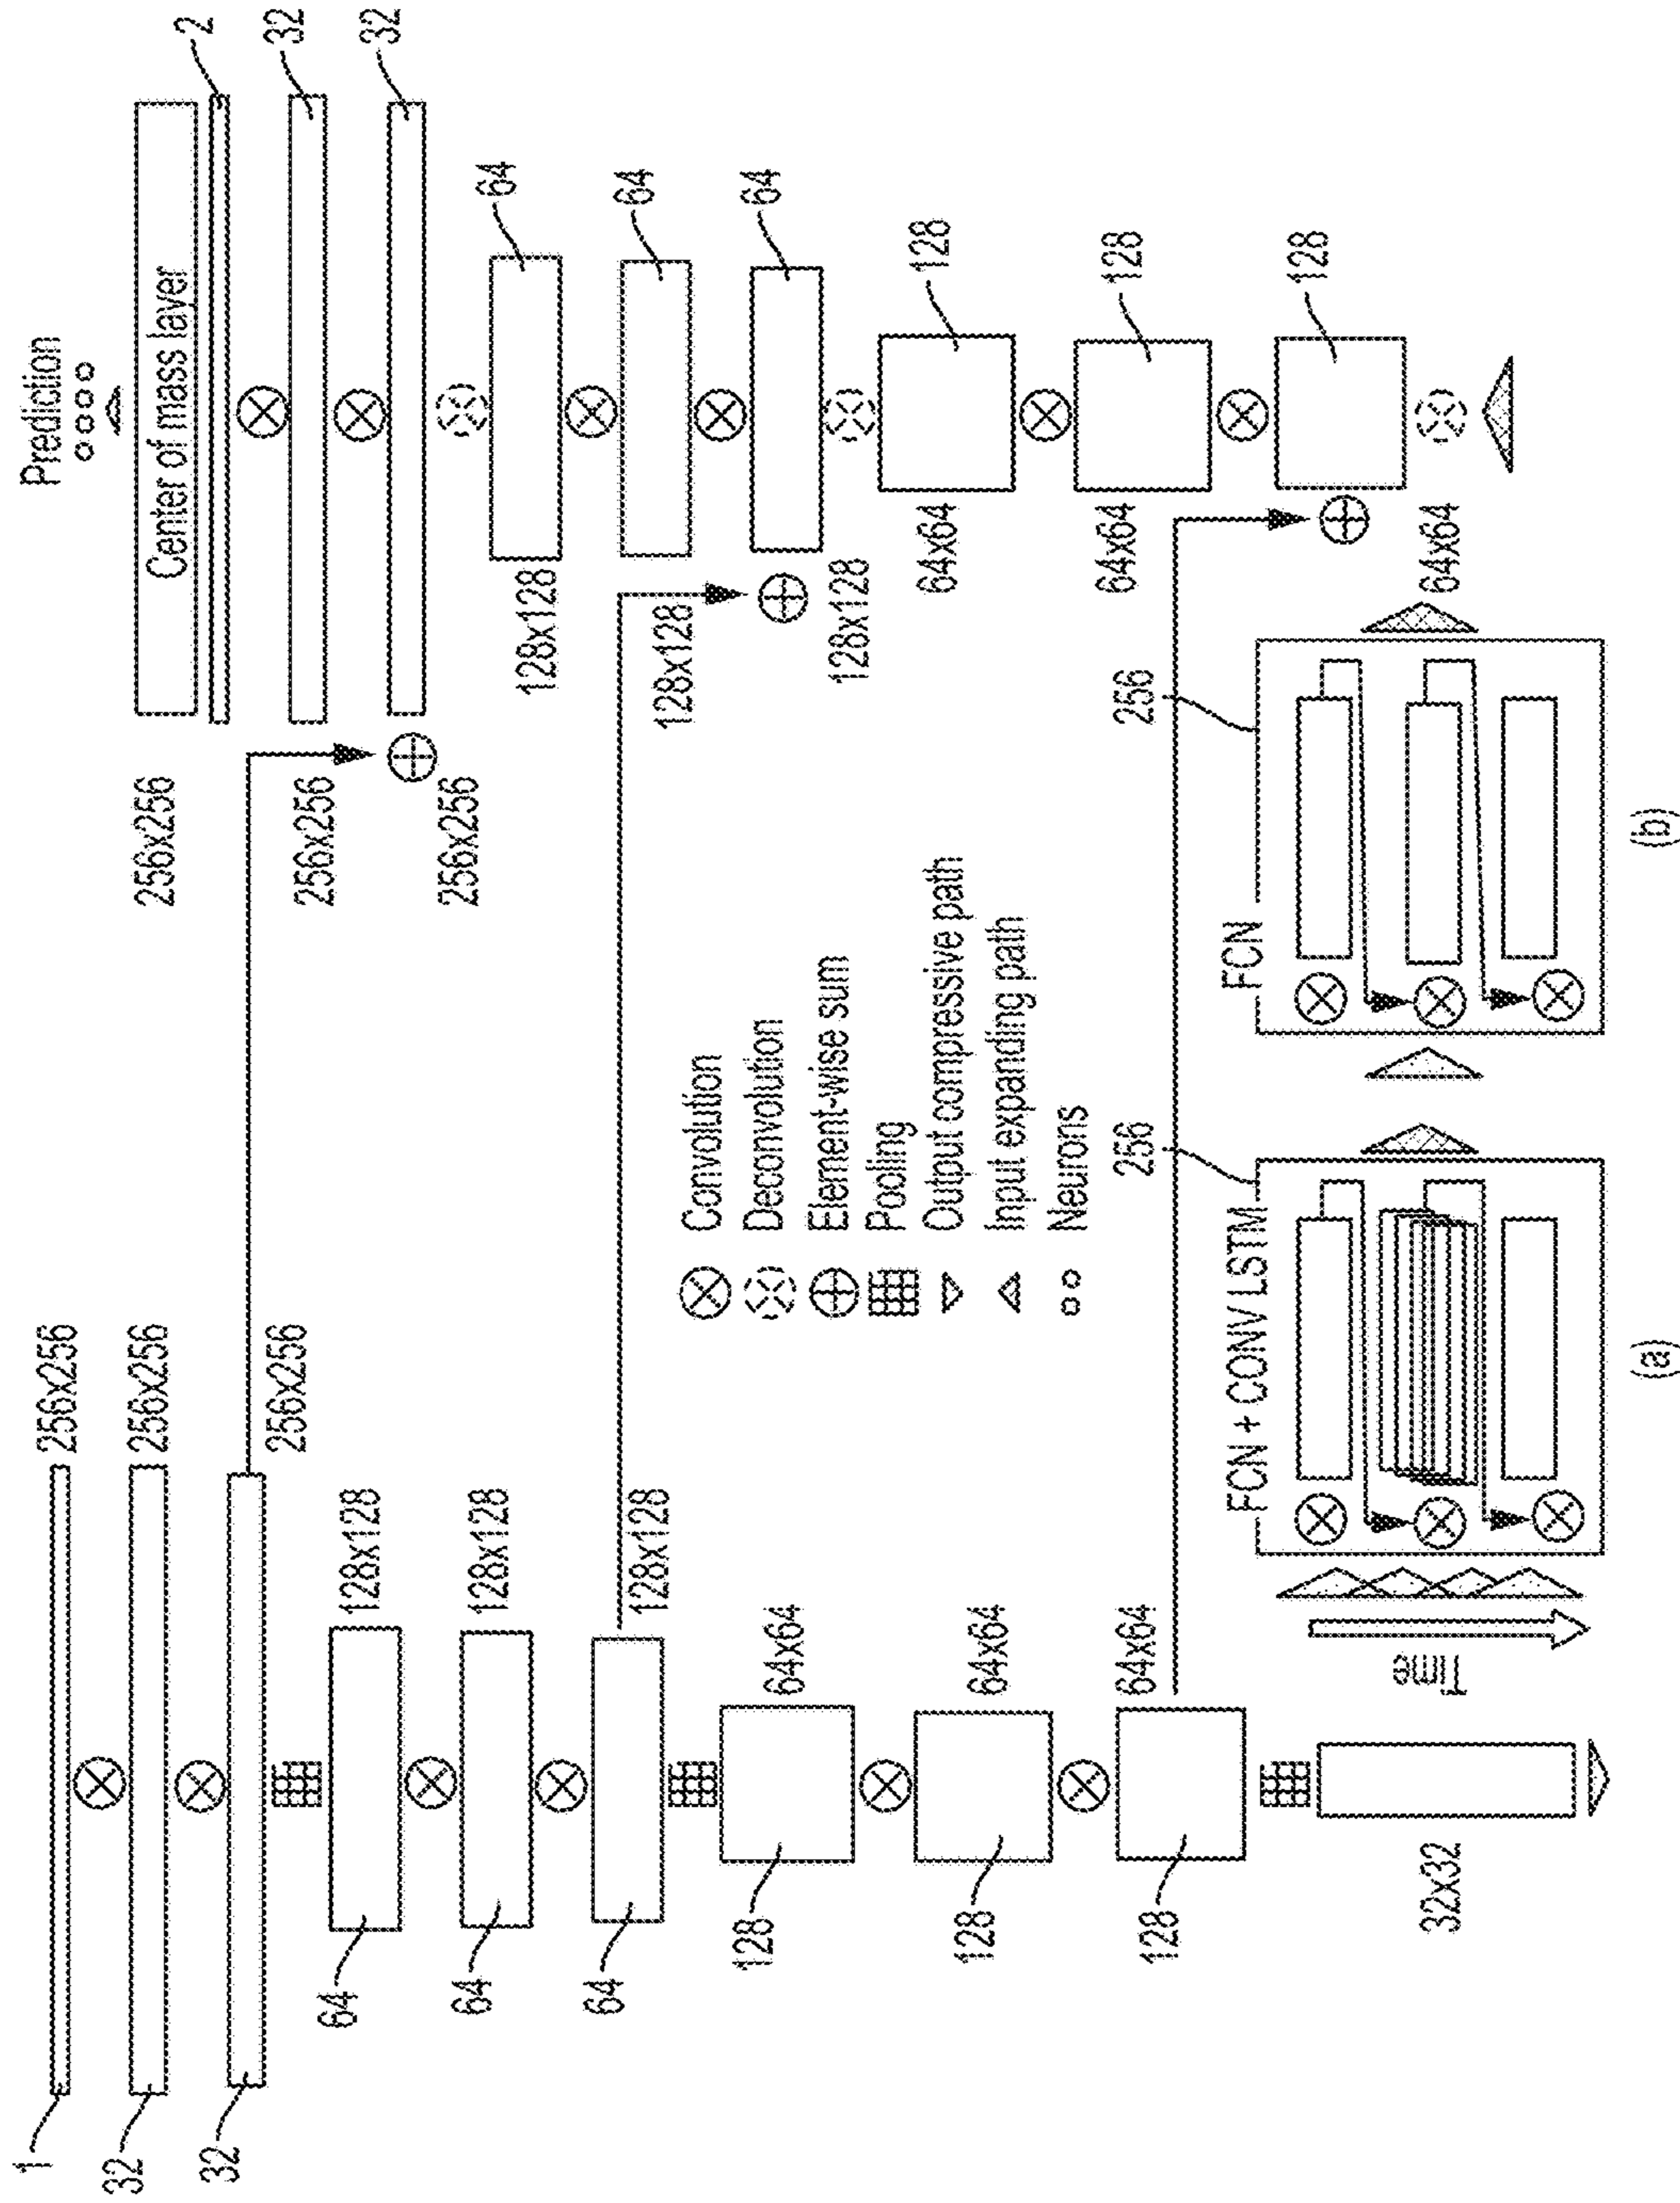 1
256x256
32
256x256
32
256x256
64
128x128
64
128x128
64
128x128
128
64x64
128
64x64
128
64x64
32x32
Prediction
Center of mass layer
2
256x256
32
256x256
32
256x256
64
128x128
64
128x128
64
128x128
128
64x64
128
64x64
128
64x64
Convolution
Deconvolution
Element-wise sum
Pooling
Output compressive path
Input expanding path
Neurons
Time
FCN + CONV LSTM
256
(a)
FCN
256
(b)